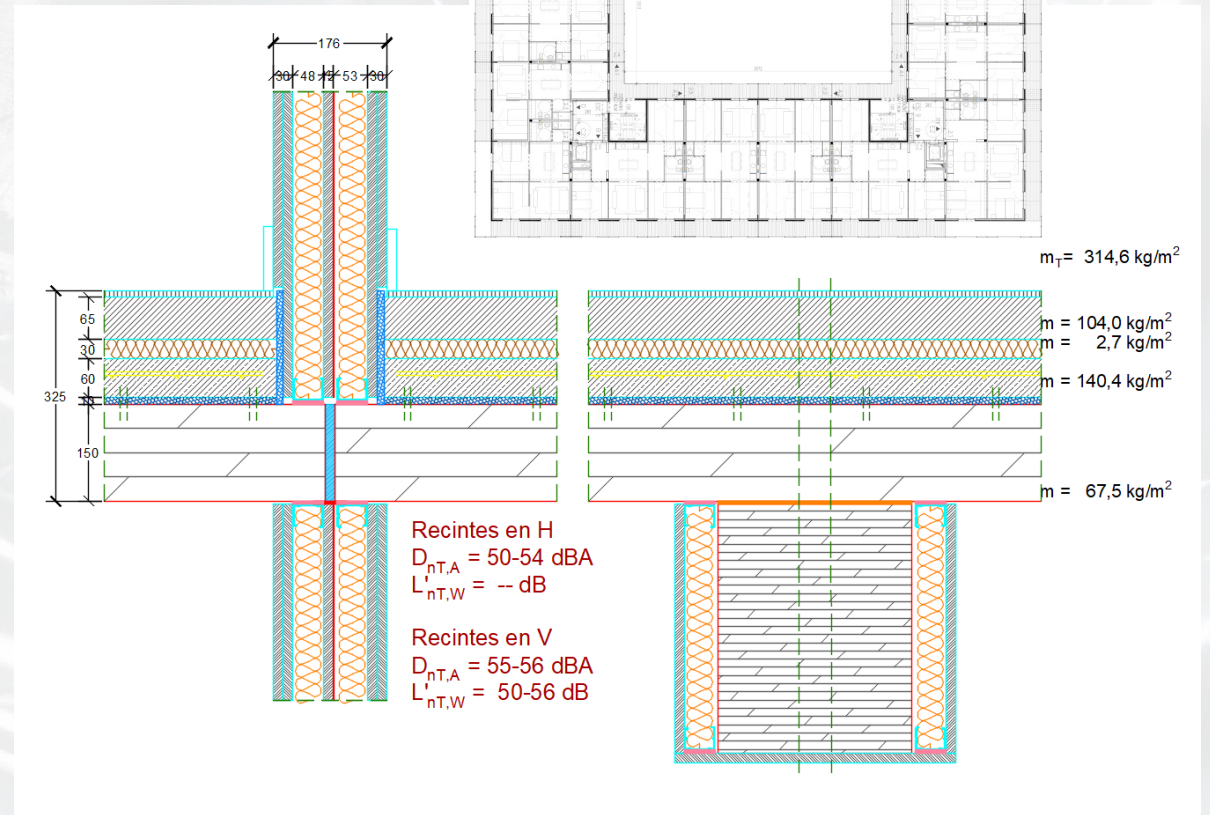 176
30 48 15 53 30
m_T= 314,6 kg/m²
65
m = 104,0 kg/m²
30
m = 2,7 kg/m²
60
m = 140,4 kg/m²
325
150
m = 67,5 kg/m²
Recintes en H
D_nT,A = 50-54 dBA
L'_nT,W = -- dB
Recintes en V
D_nT,A = 55-56 dBA
L'_nT,W = 50-56 dB